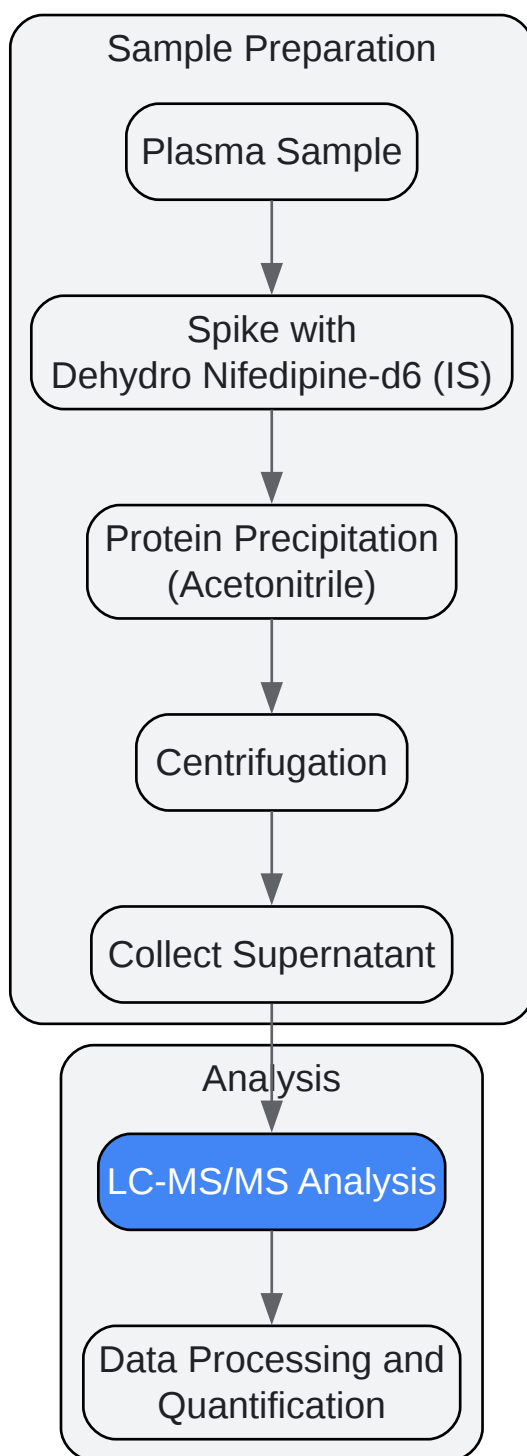 Sample Preparation
Plasma Sample
Spike with
Dehydro Nifedipine-d6 (IS)
Protein Precipitation
(Acetonitrile)
Centrifugation
Collect Supernatant
Analysis
LC-MS/MS Analysis
Data Processing and
Quantification